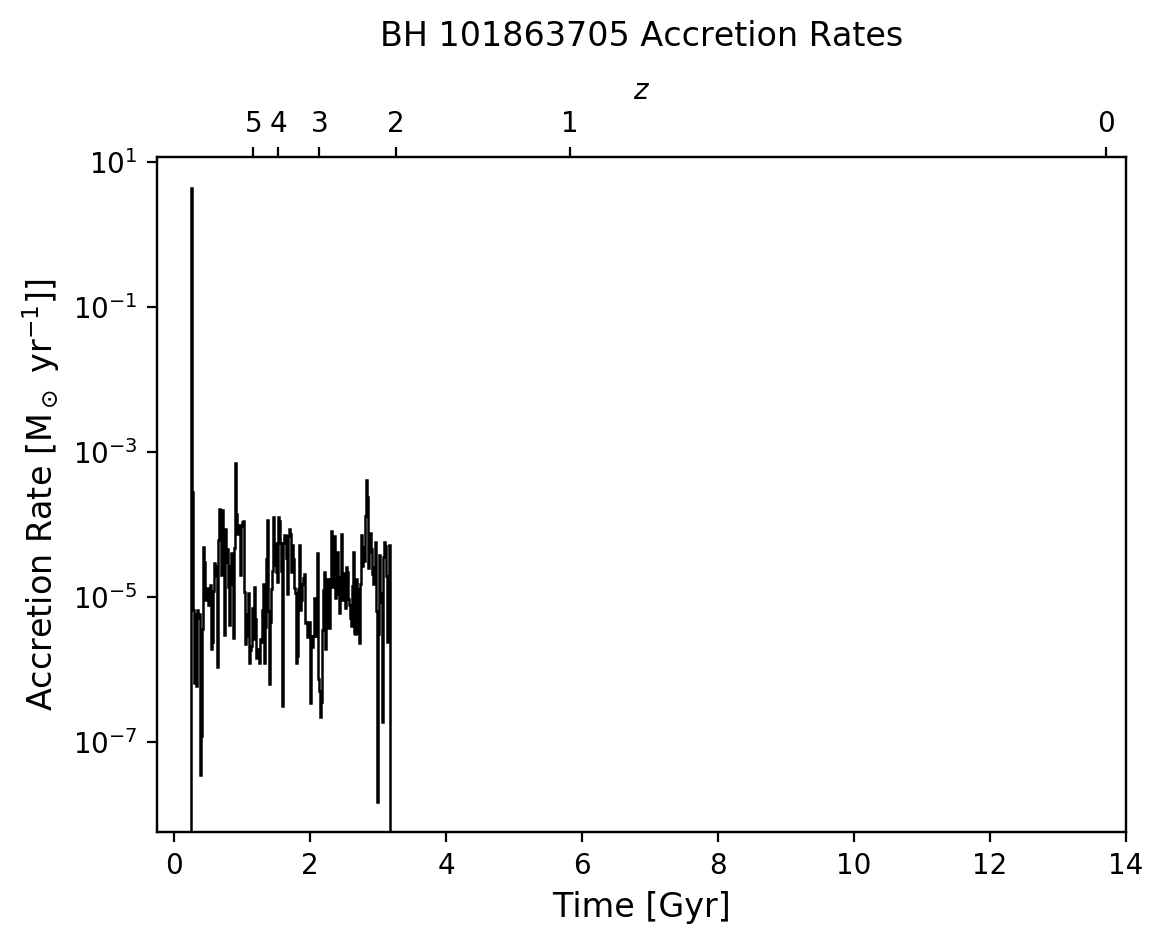 BH 101863705 Accretion Rates
z
5 4 3 2 1 0
10¹
10⁻¹
10⁻³
10⁻⁵
10⁻⁷
Accretion Rate [M⊙ yr⁻¹]]
0 2 4 6 8 10 12 14
Time [Gyr]